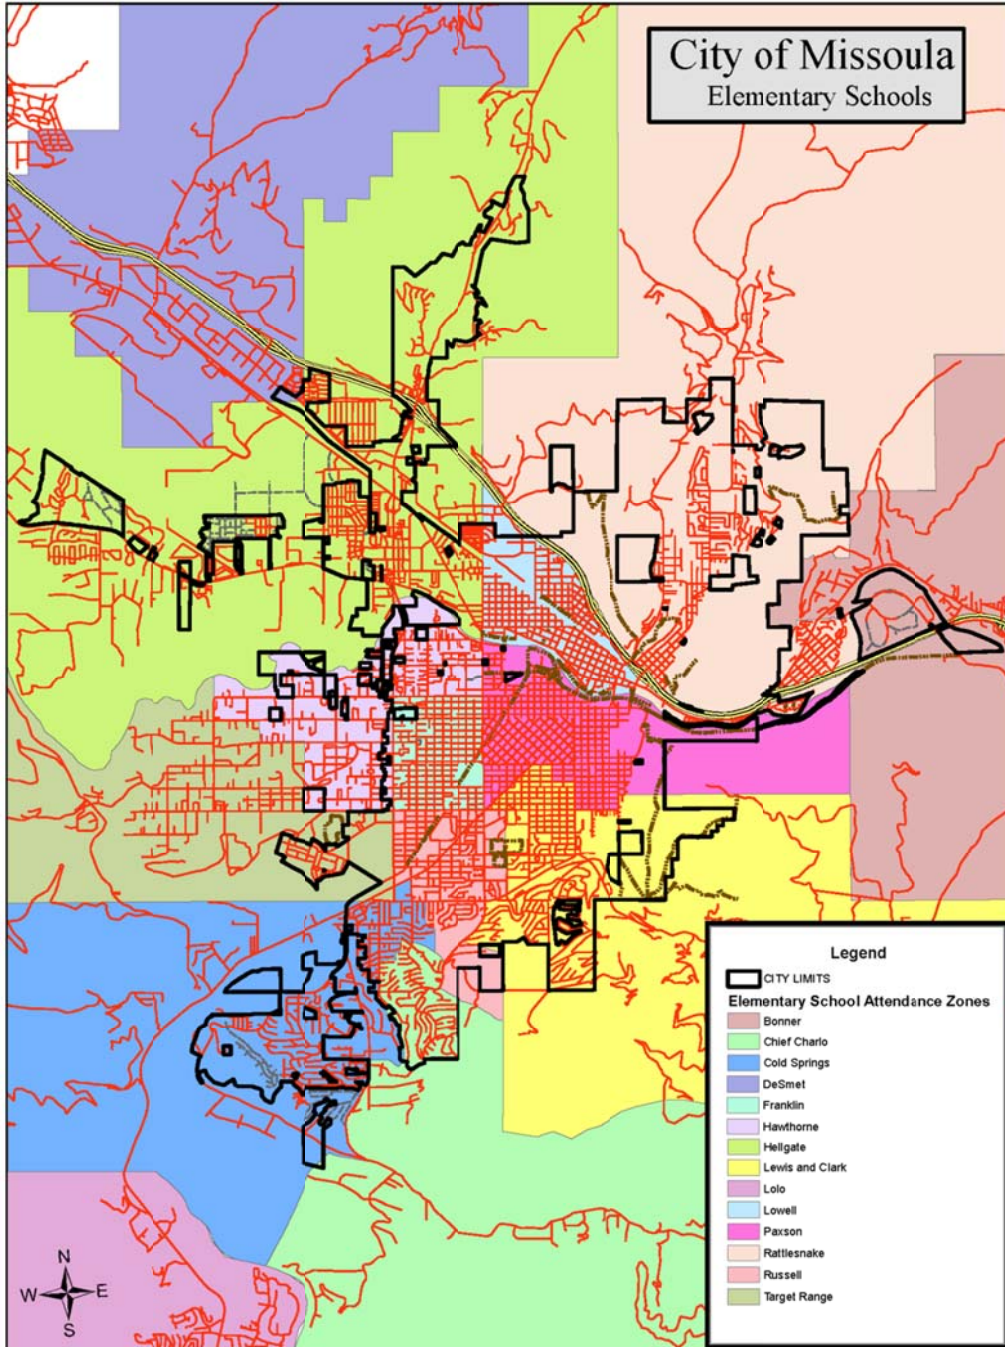 City of Missoula
Elementary Schools
Legend
CITY LIMITS
Elementary School Attendance Zones
Bonner
Chief Charlo
Cold Springs
DeSmet
Franklin
Hawthorne
Hellgate
Lewis and Clark
Lolo
Lowell
Paxson
Rattlesnake
Russell
Target Range
N
W E
S